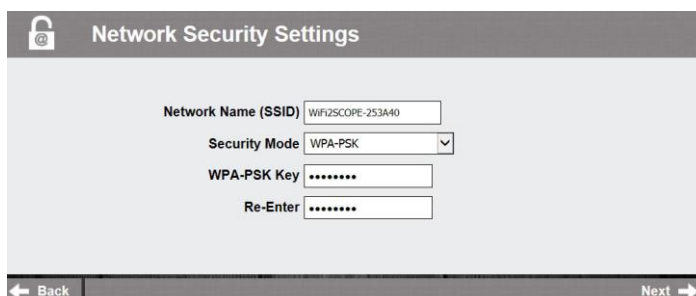 @ Network Security Settings
Network Name (SSID) WiFi2SCOPE-253A40
Security Mode WPA-PSK
WPA-PSK Key ••••••••
Re-Enter ••••••••
Back Next